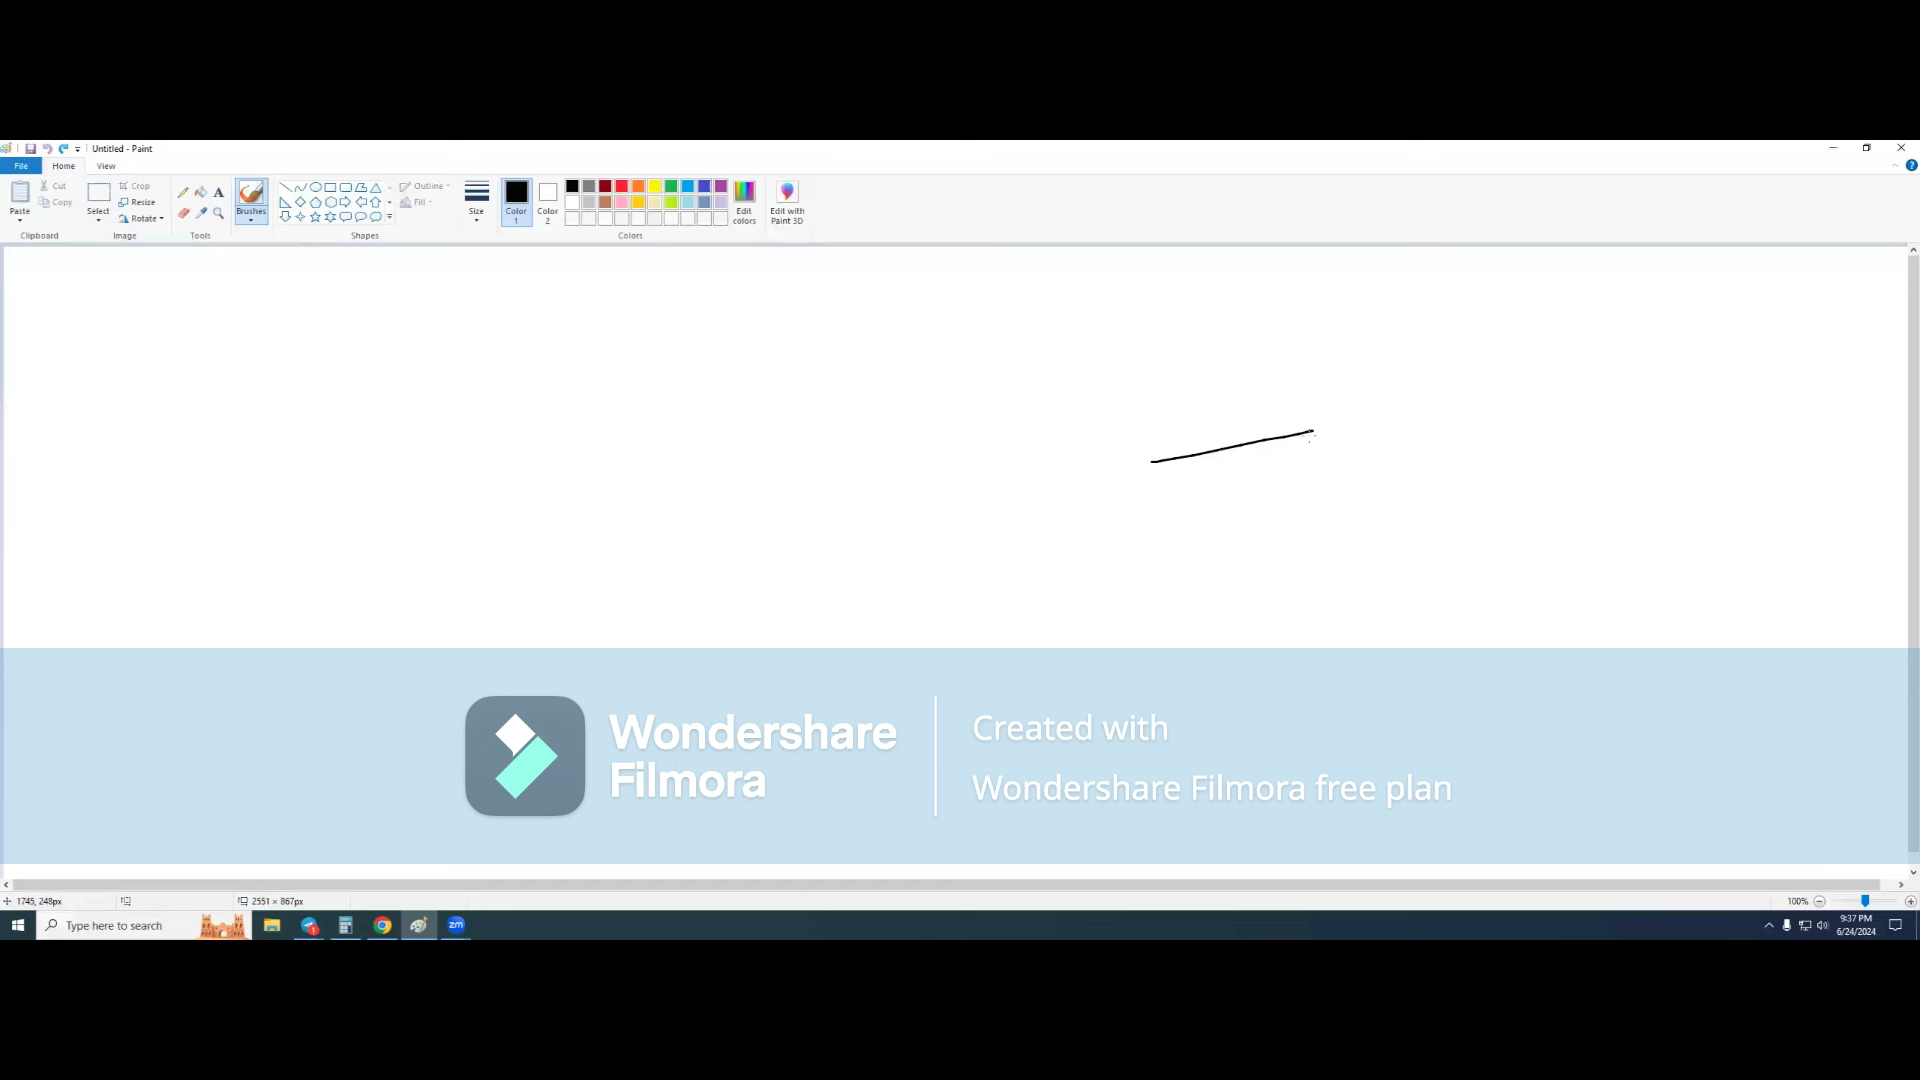 Untitled - Paint
File Home View
Paste Cut Copy Select Crop Resize Rotate A Brushes Outline Fill Size Color 1 Color 2 Edit colors Edit with Paint 3D
Clipboard Image Tools Shapes Colors
Wondershare Filmora
Created with
Wondershare Filmora free plan
1745, 248px 2551 × 867px 100%
Type here to search zm 9:37 PM
6/24/2024